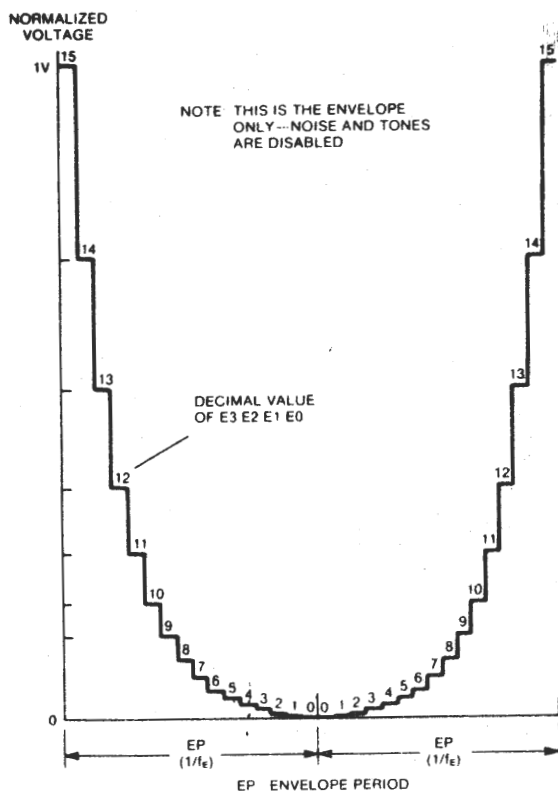 NORMALIZED
VOLTAGE
15
15
1V
NOTE THIS IS THE ENVELOPE
ONLY--NOISE AND TONES
ARE DISABLED
14
14
13
13
DECIMAL VALUE
OF E3 E2 E1 E0
12
12
11
11
10
10
9
9
8
8
7
7
6
6
5
5
4
4
3
3
2
2
1
1
0
0
0
EP
(1/fE)
EP
(1/fE)
EP ENVELOPE PERIOD